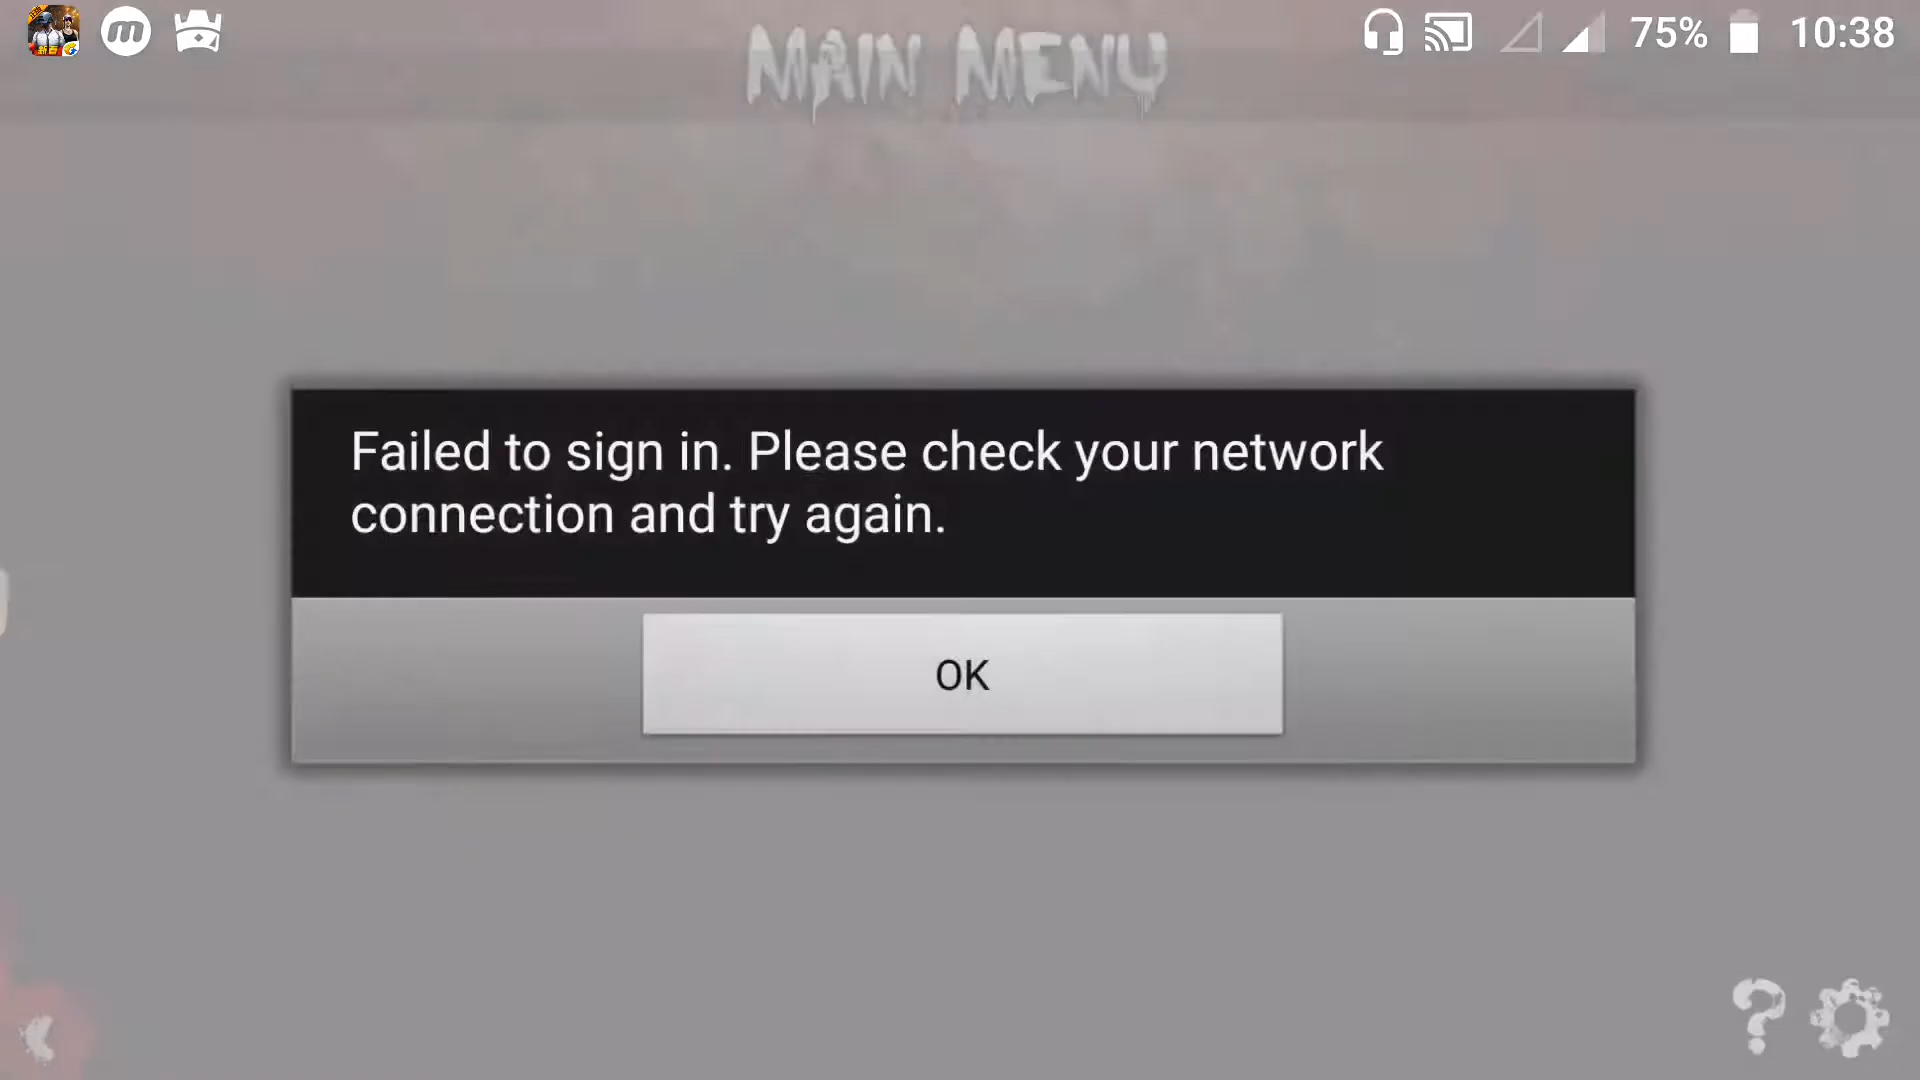 75% 10:38
MAIN MENU
Failed to sign in. Please check your network
connection and try again.
OK
?